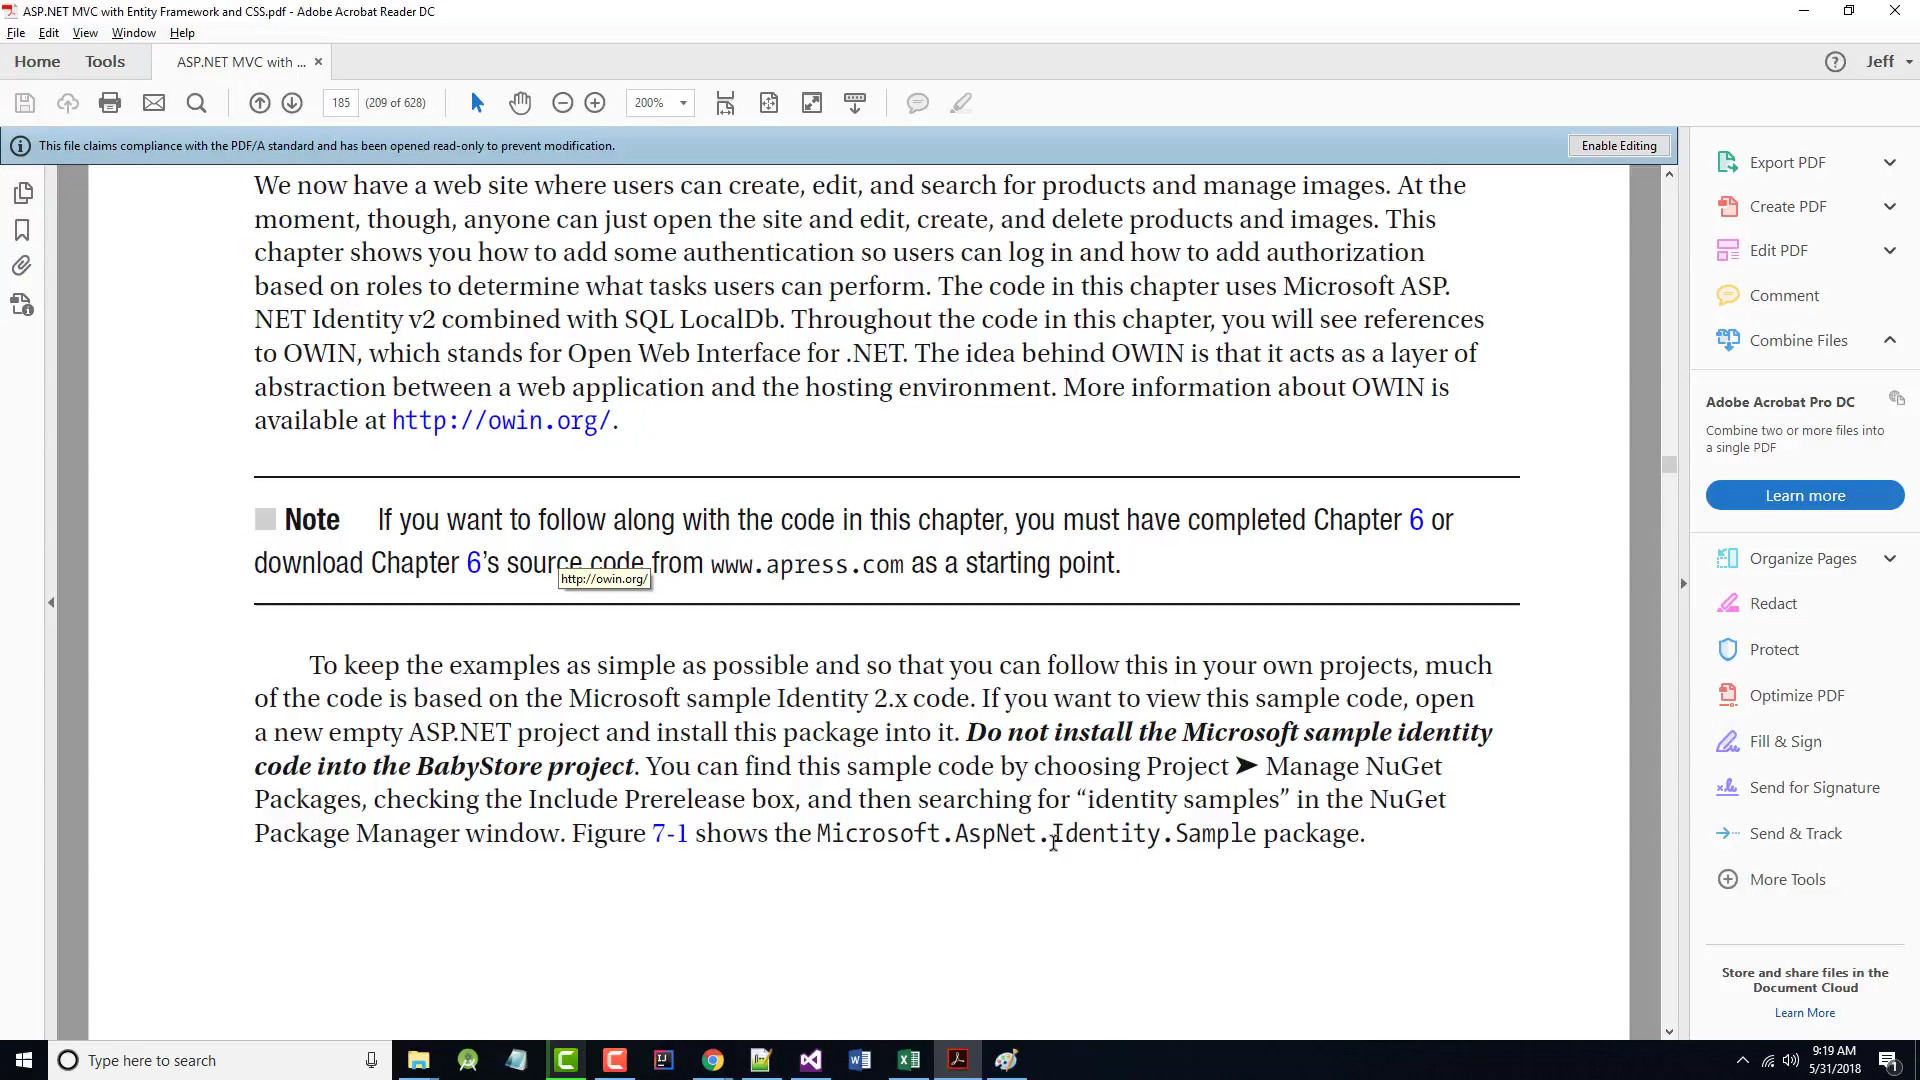 ASP.NET MVC with Entity Framework and CSS.pdf - Adobe Acrobat Reader DC
File Edit View Window Help
Home Tools ASP.NET MVC with ... × Jeff
185 (209 of 628) 200%
This file claims compliance with the PDF/A standard and has been opened read-only to prevent modification. Enable Editing
We now have a web site where users can create, edit, and search for products and manage images. At the
moment, though, anyone can just open the site and edit, create, and delete products and images. This
chapter shows you how to add some authentication so users can log in and how to add authorization
based on roles to determine what tasks users can perform. The code in this chapter uses Microsoft ASP.
NET Identity v2 combined with SQL LocalDb. Throughout the code in this chapter, you will see references
to OWIN, which stands for Open Web Interface for .NET. The idea behind OWIN is that it acts as a layer of
abstraction between a web application and the hosting environment. More information about OWIN is
available at http://owin.org/.
Note If you want to follow along with the code in this chapter, you must have completed Chapter 6 or
download Chapter 6’s source code from www.apress.com as a starting point.
http://owin.org/
To keep the examples as simple as possible and so that you can follow this in your own projects, much
of the code is based on the Microsoft sample Identity 2.x code. If you want to view this sample code, open
a new empty ASP.NET project and install this package into it. Do not install the Microsoft sample identity
code into the BabyStore project. You can find this sample code by choosing Project ➤ Manage NuGet
Packages, checking the Include Prerelease box, and then searching for “identity samples” in the NuGet
Package Manager window. Figure 7-1 shows the Microsoft.AspNet.Identity.Sample package.
Export PDF
Create PDF
Edit PDF
Comment
Combine Files
Adobe Acrobat Pro DC
Combine two or more files into
a single PDF
Learn more
Organize Pages
Redact
Protect
Optimize PDF
Fill & Sign
Send for Signature
Send & Track
More Tools
Store and share files in the
Document Cloud
Learn More
Type here to search
9:19 AM
5/31/2018
1